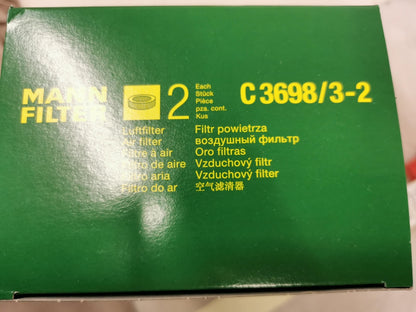 MANN
FILTER
2
Each
Stück
Pièce
pza. cont.
Kus
C 3698/3-2
Luftfilter
Air filter
Filtre à air
Filtro de aire
Filtro aria
Filtro do ar
Filtr powietrza
воздушный фильтр
Oro filtras
Vzduchový filtr
Vzduchový filter
空气滤清器